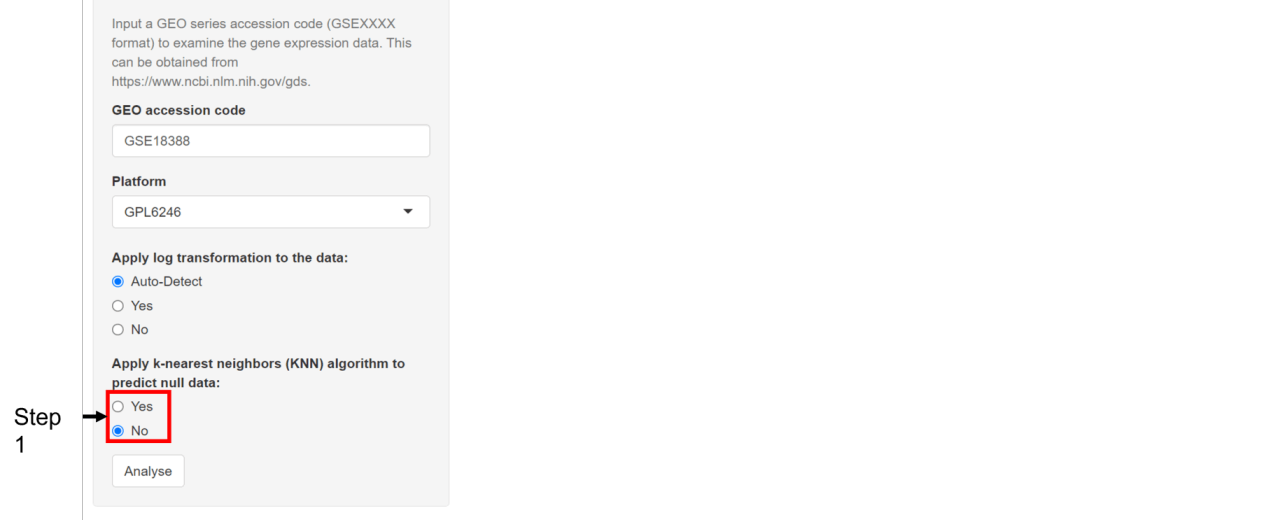 Input a GEO series accession code (GSEXXXX
format) to examine the gene expression data. This
can be obtained from
https://www.ncbi.nlm.nih.gov/gds.
GEO accession code
GSE18388
Platform
GPL6246
Apply log transformation to the data:
Auto-Detect
Yes
No
Apply k-nearest neighbors (KNN) algorithm to
predict null data:
Yes
No
Step
1
Analyse